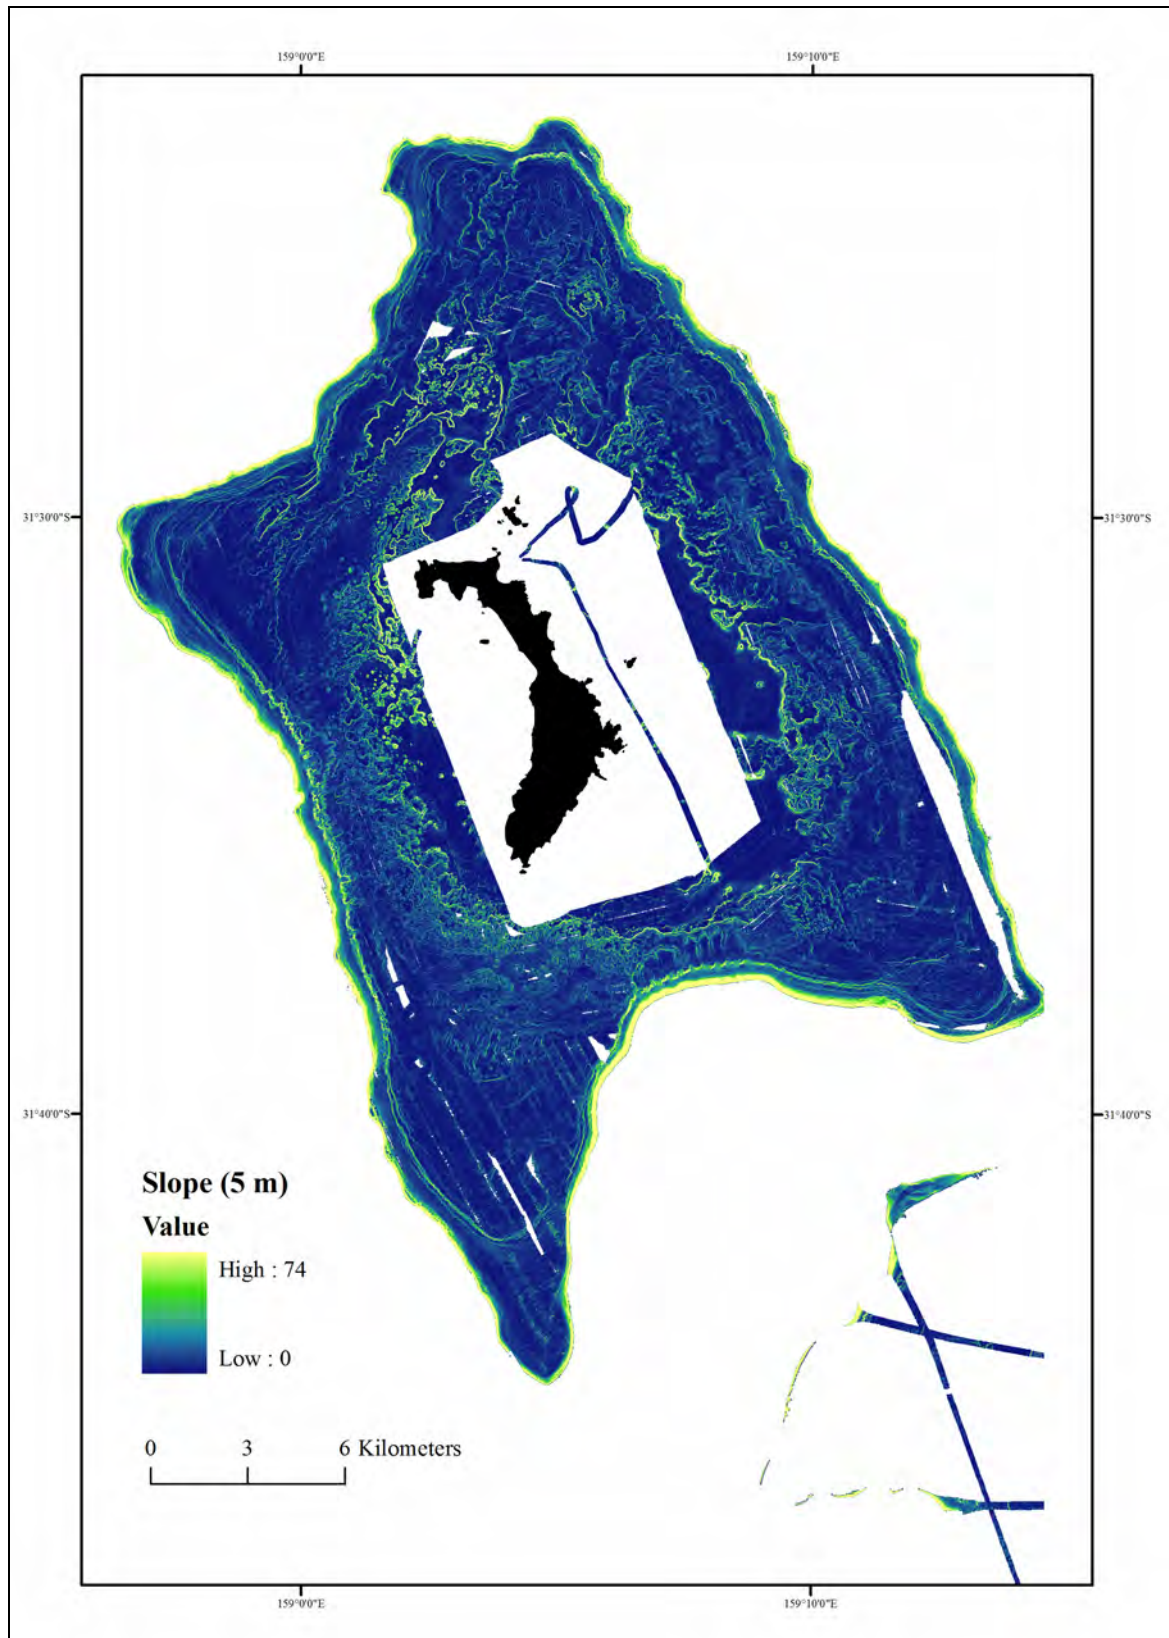 159°0'0"E 159°10'0"E
31°30'0"S 31°30'0"S
31°40'0"S 31°40'0"S
Slope (5 m)
Value
High : 74
Low : 0
0 3 6 Kilometers
159°0'0"E 159°10'0"E